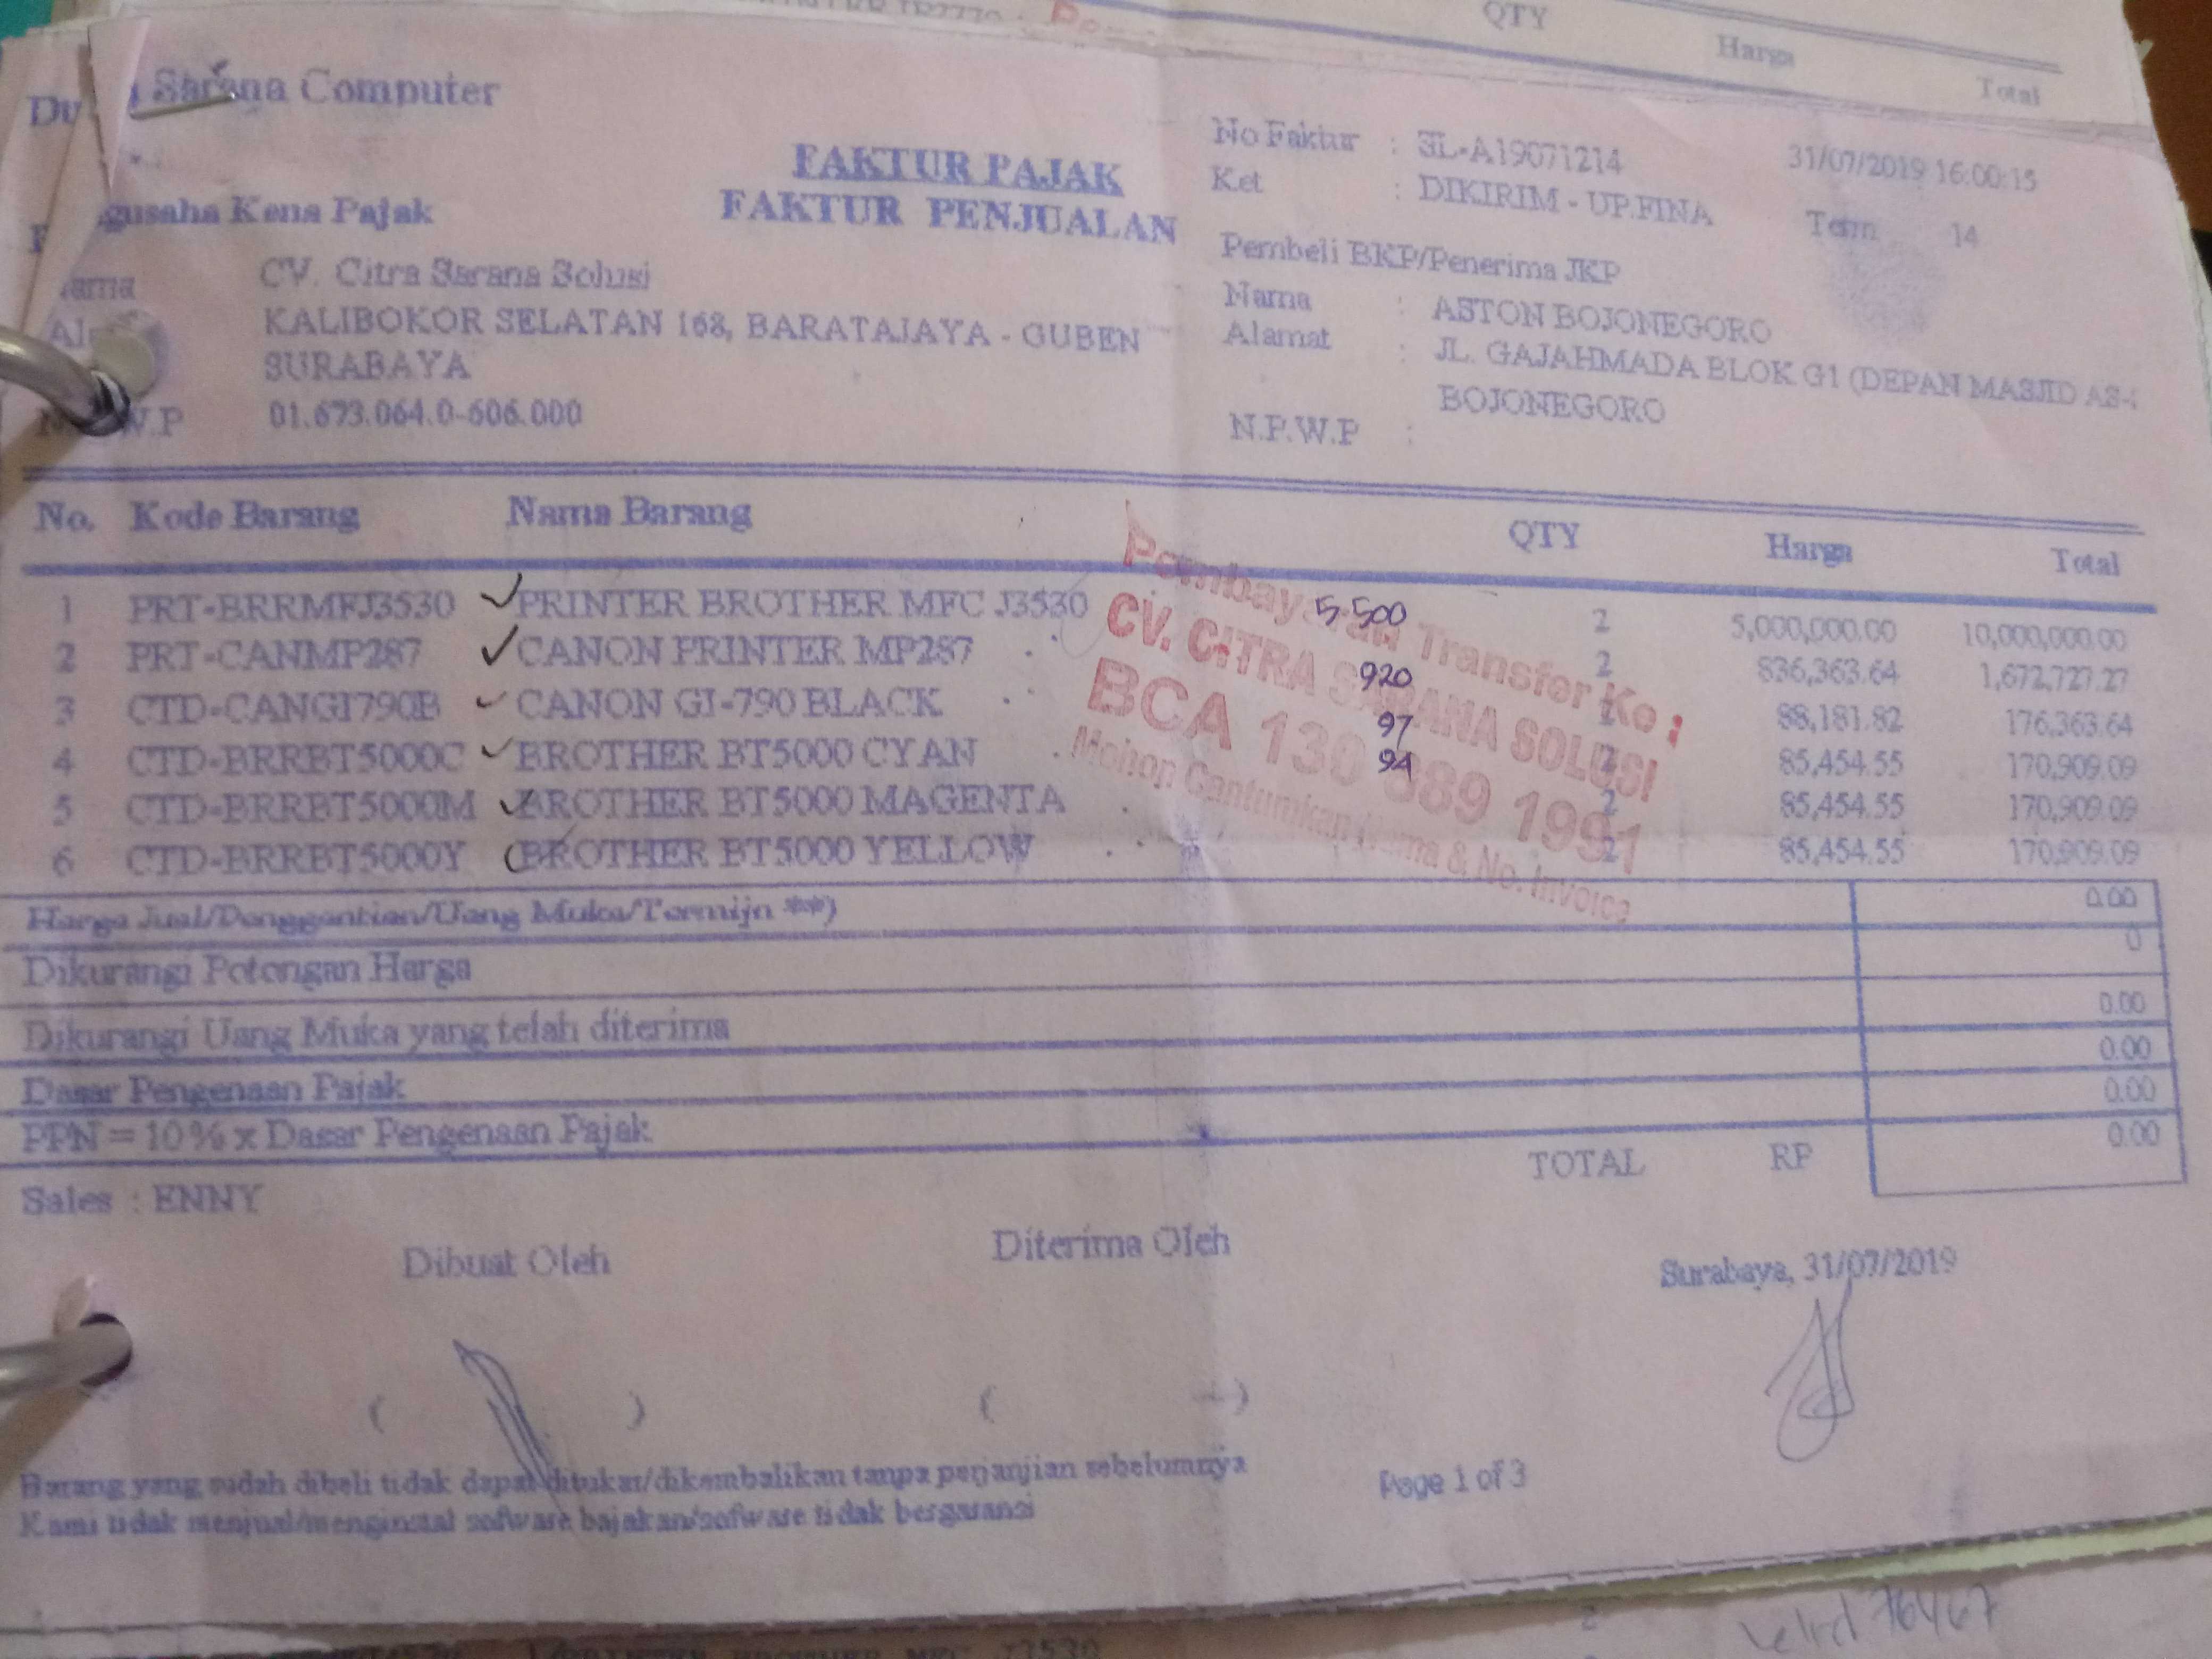 QTY Harga Total
Sarana Computer
FAKTUR PAJAK
FAKTUR PENJUALAN
No Faktur : SL-A19071214 31/07/2019 16:00:15
Ket : DIKIRIM - UP.FINA Term 14
Kena Pajak
Pembeli BKP/Penerima JKP
CV. Citra Sarana Solusi
KALIBOKOR SELATAN 168, BARATAJAYA - GUBEN
SURABAYA
01.673.064.0-606.000
Nama : ASTON BOJONEGORO
Alamat : JL. GAJAHMADA BLOK G1 (DEPAN MASJID AS-
BOJONEGORO
N.P.W.P :
No. Kode Barang Nama Barang QTY Harga Total
1 PRT-BRRMFJ3530 PRINTER BROTHER MFC J3530 5.500 2 5,000,000.00 10,000,000.00
2 PRT-CANMP287 CANON PRINTER MP287 920 2 836,363.64 1,672,727.27
3 CTD-CANGI790B CANON GI-790 BLACK 97 2 88,181.82 176,363.64
4 CTD-BRRBT5000C BROTHER BT5000 CYAN 94 2 85,454.55 170,909.09
5 CTD-BRRBT5000M BROTHER BT5000 MAGENTA 2 85,454.55 170,909.09
6 CTD-BRRBT5000Y BROTHER BT5000 YELLOW 2 85,454.55 170,909.09
Pembayaran Transfer Ke :
CV. CITRA SARANA SOLUSI
BCA 130 889 1991
Mohon Cantumkan Nama & No. Invoice
Harga Jual/Penggantian/Uang Muka/Termijn **) 0.00
Dikurangi Potongan Harga 0
Dikurangi Uang Muka yang telah diterima 0.00
Dasar Pengenaan Pajak 0.00
PPN = 10% x Dasar Pengenaan Pajak 0.00
TOTAL RP 0.00
Sales : ENNY
Dibuat Oleh Diterima Oleh Surabaya, 31/07/2019
( ) ( )
Barang yang sudah dibeli tidak dapat ditukar/dikembalikan tanpa perjanjian sebelumnya
Kami tidak menjual/menginstal sofware bajakan/sofware tidak bergaransi
Page 1 of 3
J3530